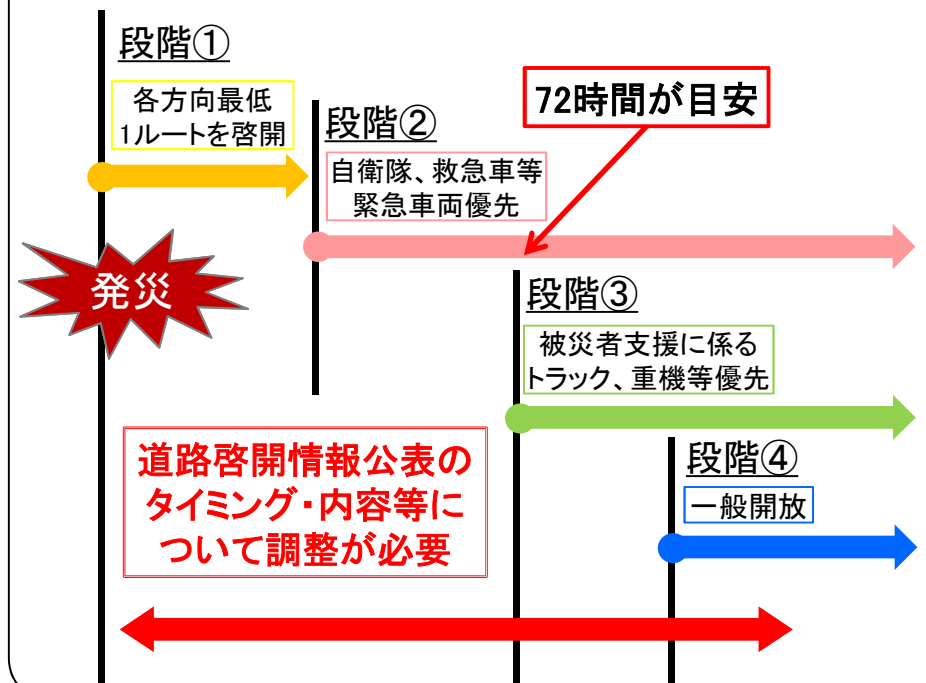 段階①
各方向最低
1ルートを啓開
段階②
自衛隊、救急車等
緊急車両優先
72時間が目安
発災
段階③
被災者支援に係る
トラック、重機等優先
道路啓開情報公表の
タイミング・内容等に
ついて調整が必要
段階④
一般開放